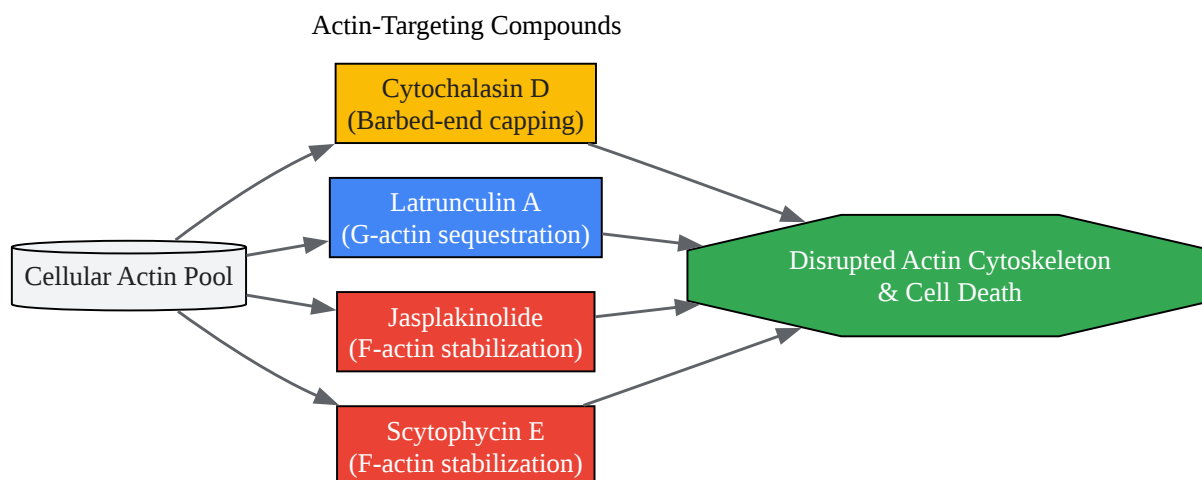 Actin-Targeting Compounds
Cytochalasin D
(Barbed-end capping)
Latrunculin A
(G-actin sequestration)
Cellular Actin Pool
Disrupted Actin Cytoskeleton
& Cell Death
Jasplakinolide
(F-actin stabilization)
Scytophycin E
(F-actin stabilization)